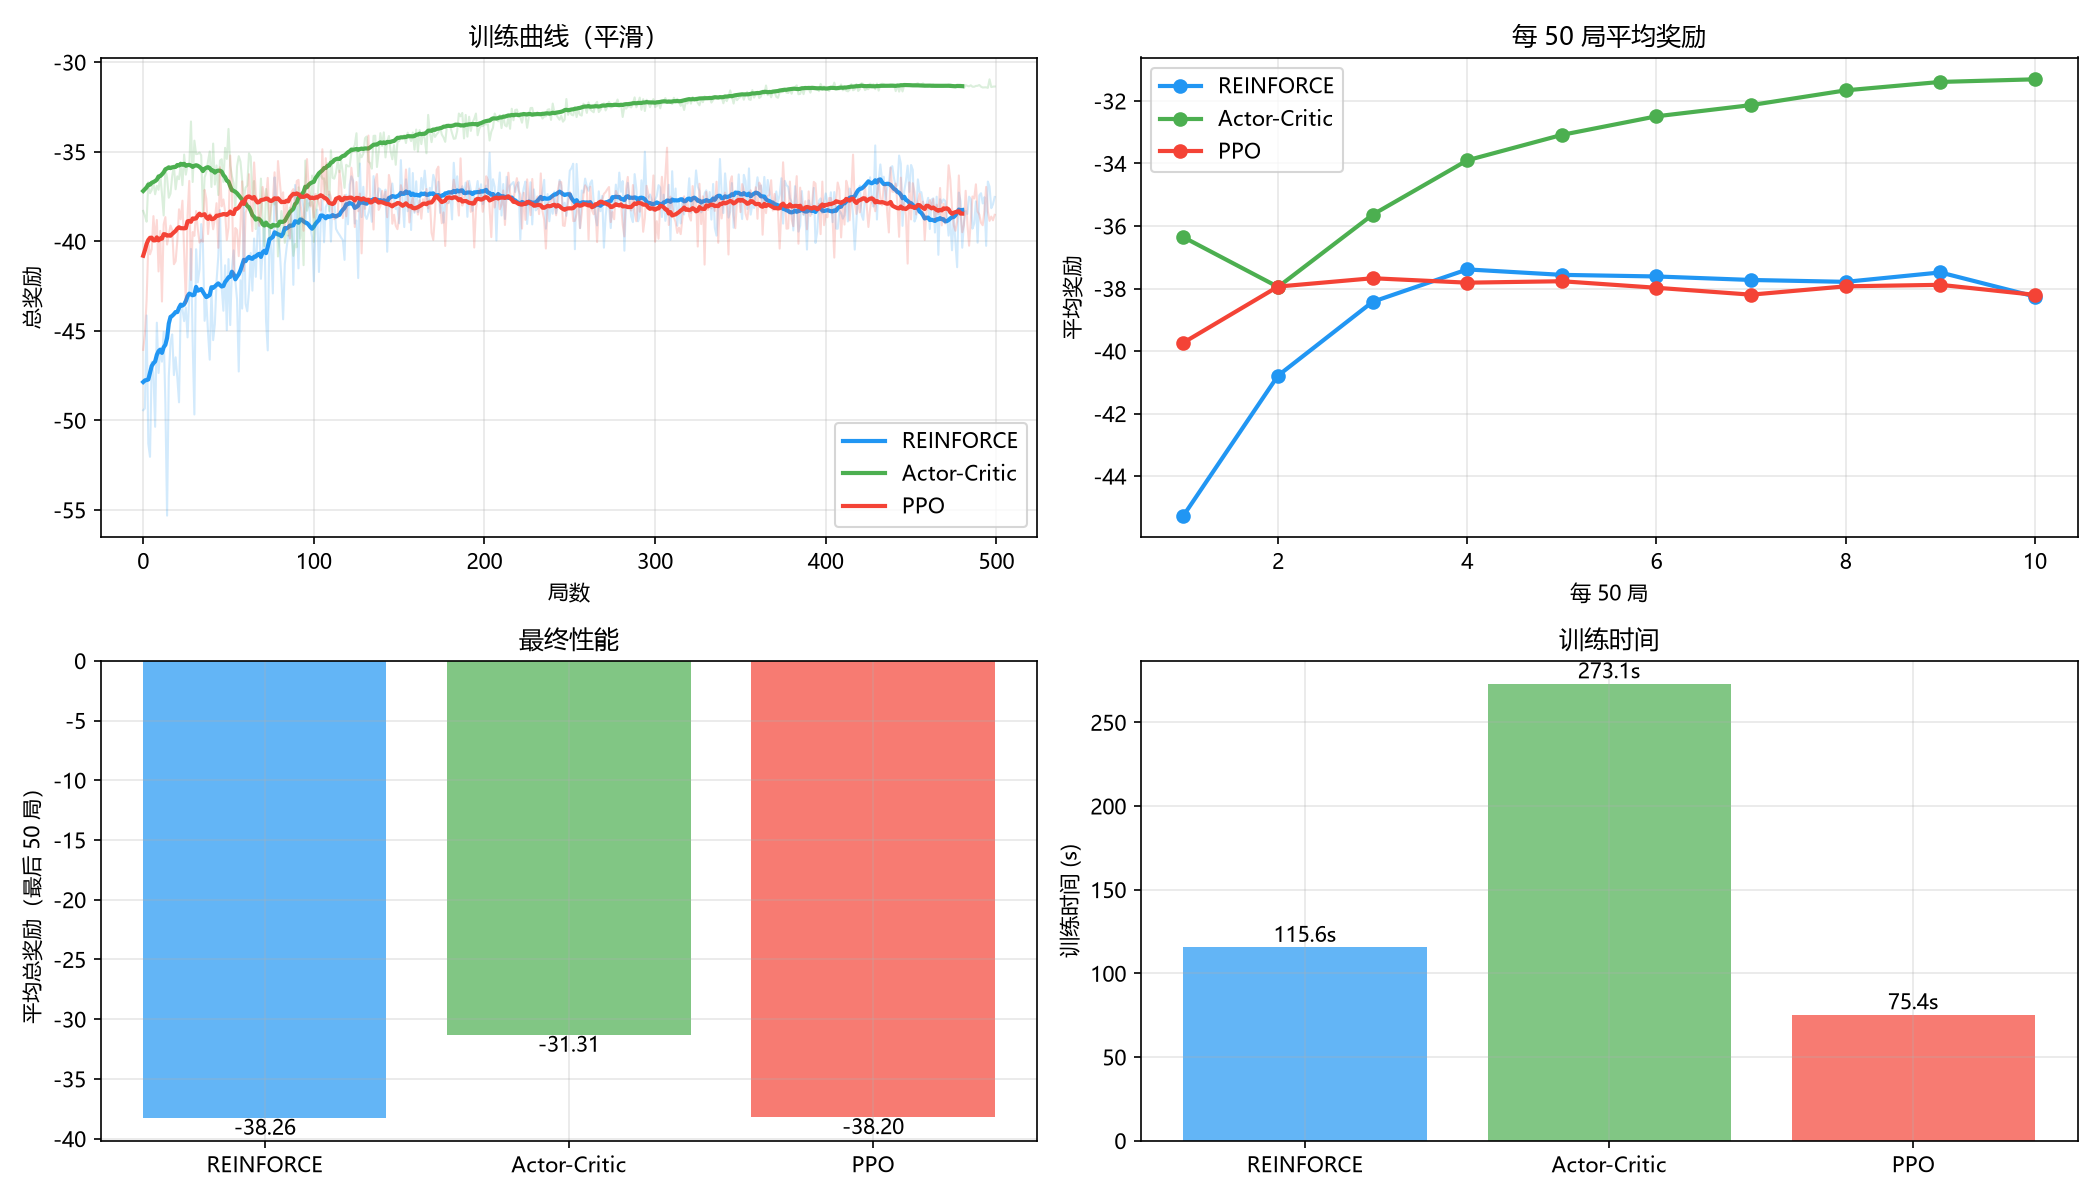 训练曲线（平滑）
总奖励
-30
-35
-40
-45
-50
-55
0
100
200
300
400
500
局数
REINFORCE
Actor-Critic
PPO
每 50 局平均奖励
平均奖励
-32
-34
-36
-38
-40
-42
-44
2
4
6
8
10
每 50 局
REINFORCE
Actor-Critic
PPO
最终性能
平均总奖励（最后 50 局）
0
-5
-10
-15
-20
-25
-30
-35
-40
-38.26
-31.31
-38.20
REINFORCE
Actor-Critic
PPO
训练时间
训练时间 (s)
250
200
150
100
50
0
115.6s
273.1s
75.4s
REINFORCE
Actor-Critic
PPO